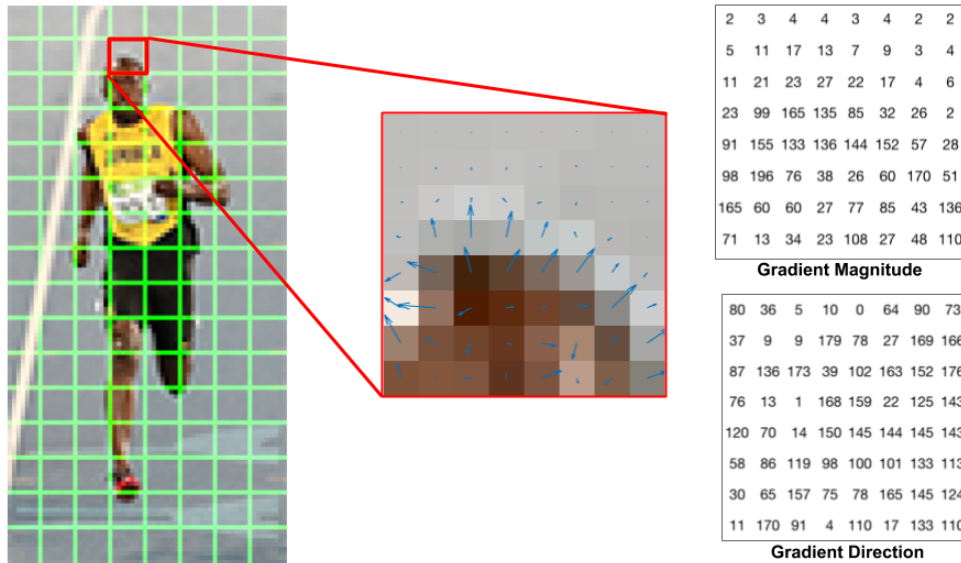 2 3 4 4 3 4 2 2
5 11 17 13 7 9 3 4
11 21 23 27 22 17 4 6
23 99 165 135 85 32 26 2
91 155 133 136 144 152 57 28
98 196 76 38 26 60 170 51
165 60 60 27 77 85 43 136
71 13 34 23 108 27 48 110
Gradient Magnitude
80 36 5 10 0 64 90 73
37 9 9 179 78 27 169 166
87 136 173 39 102 163 152 176
76 13 1 168 159 22 125 143
120 70 14 150 145 144 145 143
58 86 119 98 100 101 133 113
30 65 157 75 78 165 145 124
11 170 91 4 110 17 133 110
Gradient Direction